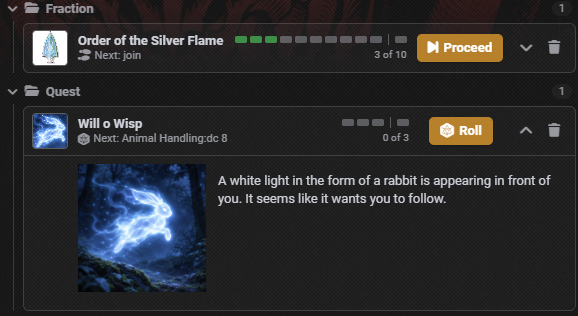 Fraction 1
Order of the Silver Flame
Next: join
3 of 10
Proceed
Quest 1
Will o Wisp
Next: Animal Handling:dc 8
0 of 3
Roll
A white light in the form of a rabbit is appearing in front of
you. It seems like it wants you to follow.